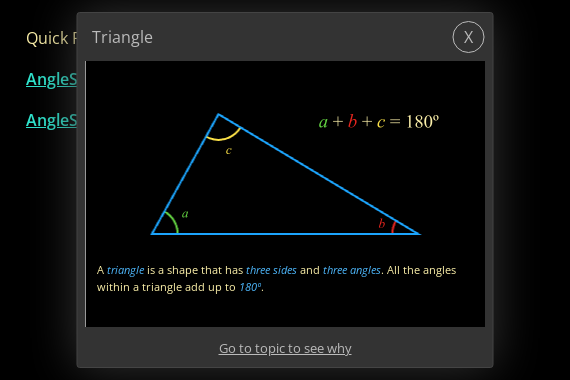 Quick
Triangle
X
AngleS
AngleS
a + b + c = 180º
c
a
b
A triangle is a shape that has three sides and three angles. All the angles
within a triangle add up to 180º.
Go to topic to see why